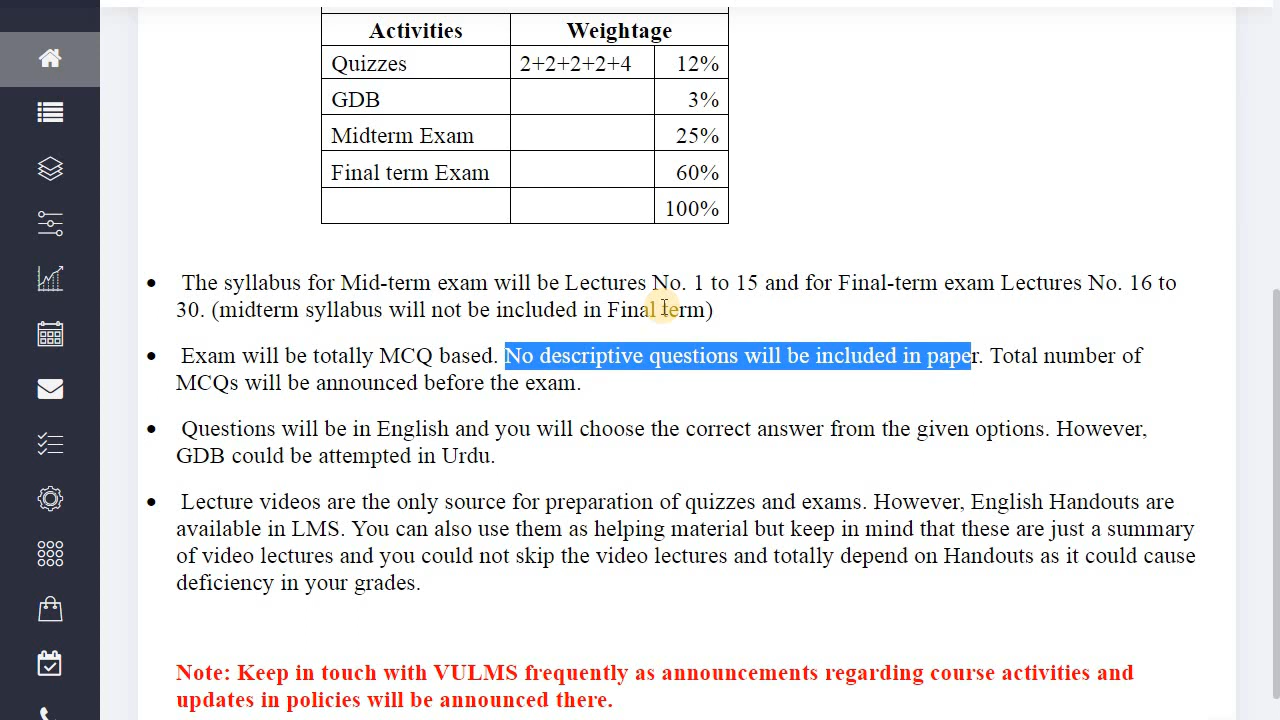 Activities Weightage
Quizzes 2+2+2+2+4 12%
GDB 3%
Midterm Exam 25%
Final term Exam 60%
100%
• The syllabus for Mid-term exam will be Lectures No. 1 to 15 and for Final-term exam Lectures No. 16 to
30. (midterm syllabus will not be included in Final term)
• Exam will be totally MCQ based. No descriptive questions will be included in paper. Total number of
MCQs will be announced before the exam.
• Questions will be in English and you will choose the correct answer from the given options. However,
GDB could be attempted in Urdu.
• Lecture videos are the only source for preparation of quizzes and exams. However, English Handouts are
available in LMS. You can also use them as helping material but keep in mind that these are just a summary
of video lectures and you could not skip the video lectures and totally depend on Handouts as it could cause
deficiency in your grades.
Note: Keep in touch with VULMS frequently as announcements regarding course activities and
updates in policies will be announced there.